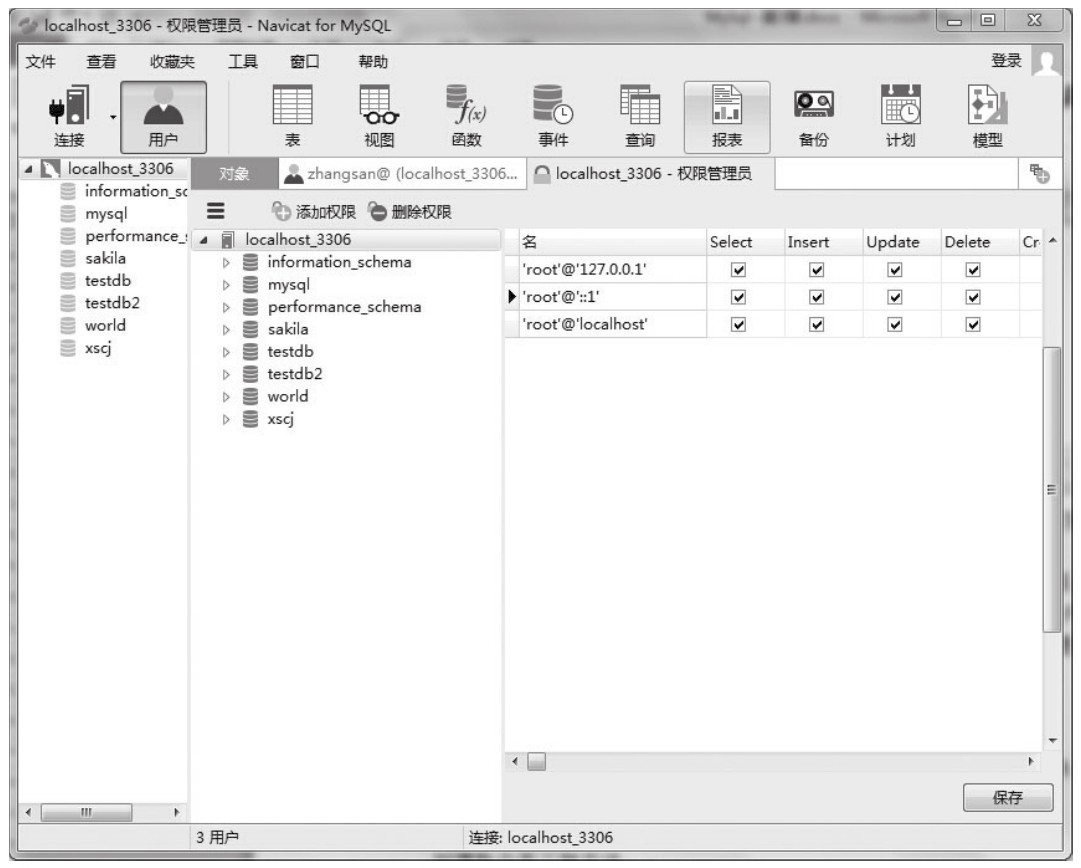 localhost_3306 - 权限管理员 - Navicat for MySQL
文件 查看 收藏夹 工具 窗口 帮助 登录
连接 用户 表 视图 f(x) 函数 事件 查询 报表 备份 计划 模型
localhost_3306
information_sc
mysql
performance_s
sakila
testdb
testdb2
world
xscj
对象 zhangsan@ (localhost_3306... localhost_3306 - 权限管理员
添加权限 删除权限
localhost_3306
information_schema
mysql
performance_schema
sakila
testdb
testdb2
world
xscj
名 Select Insert Update Delete Cr
'root'@'127.0.0.1'
'root'@'::1'
'root'@'localhost'
保存
3 用户 连接: localhost_3306